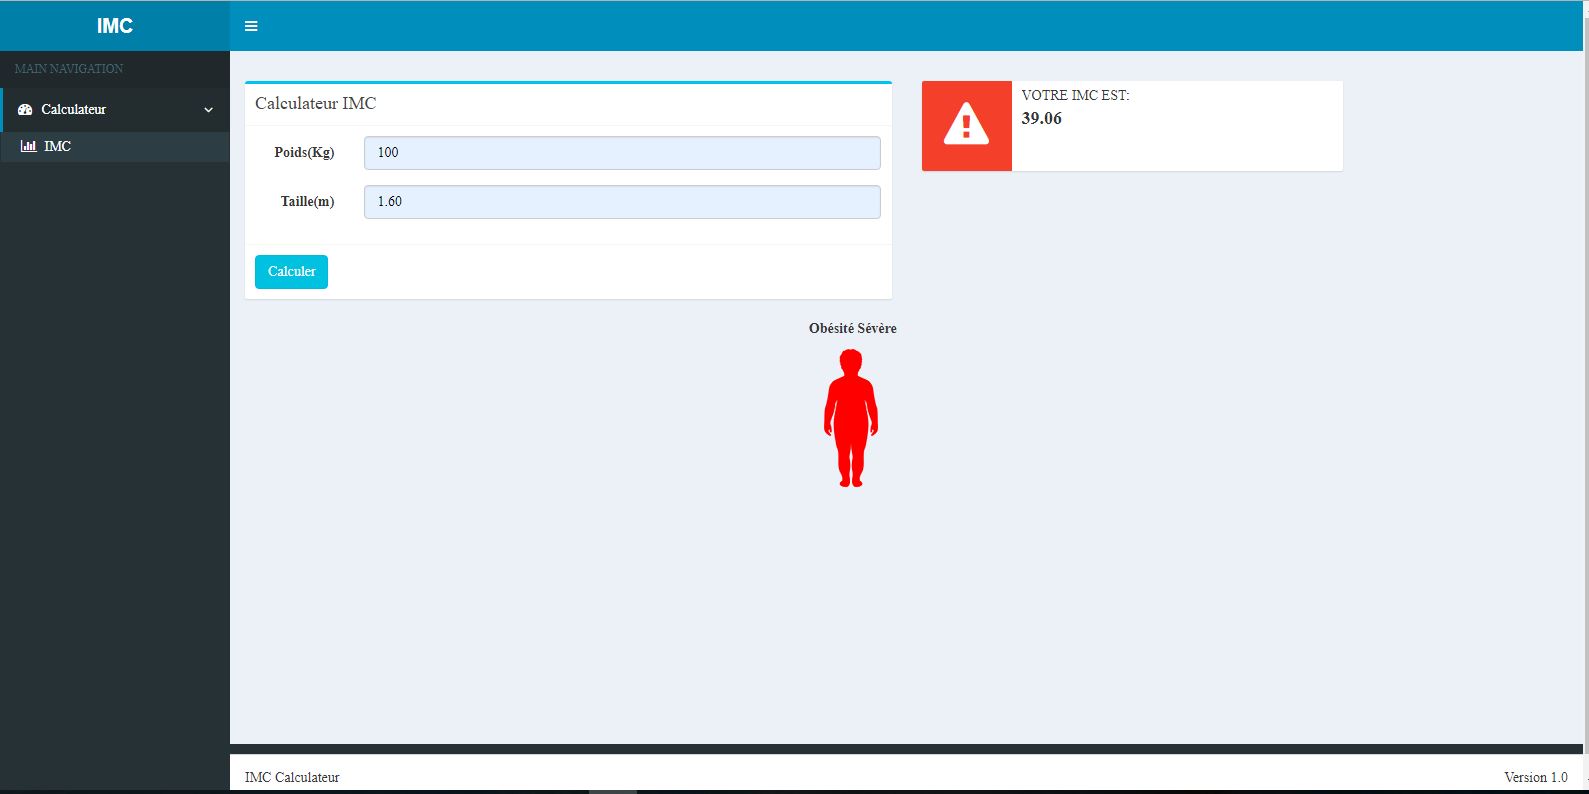 IMC
MAIN NAVIGATION
Calculateur
IMC
Calculateur IMC
Poids(Kg)
100
Taille(m)
1.60
Calculer
VOTRE IMC EST:
39.06
Obésité Sévère
IMC Calculateur
Version 1.0